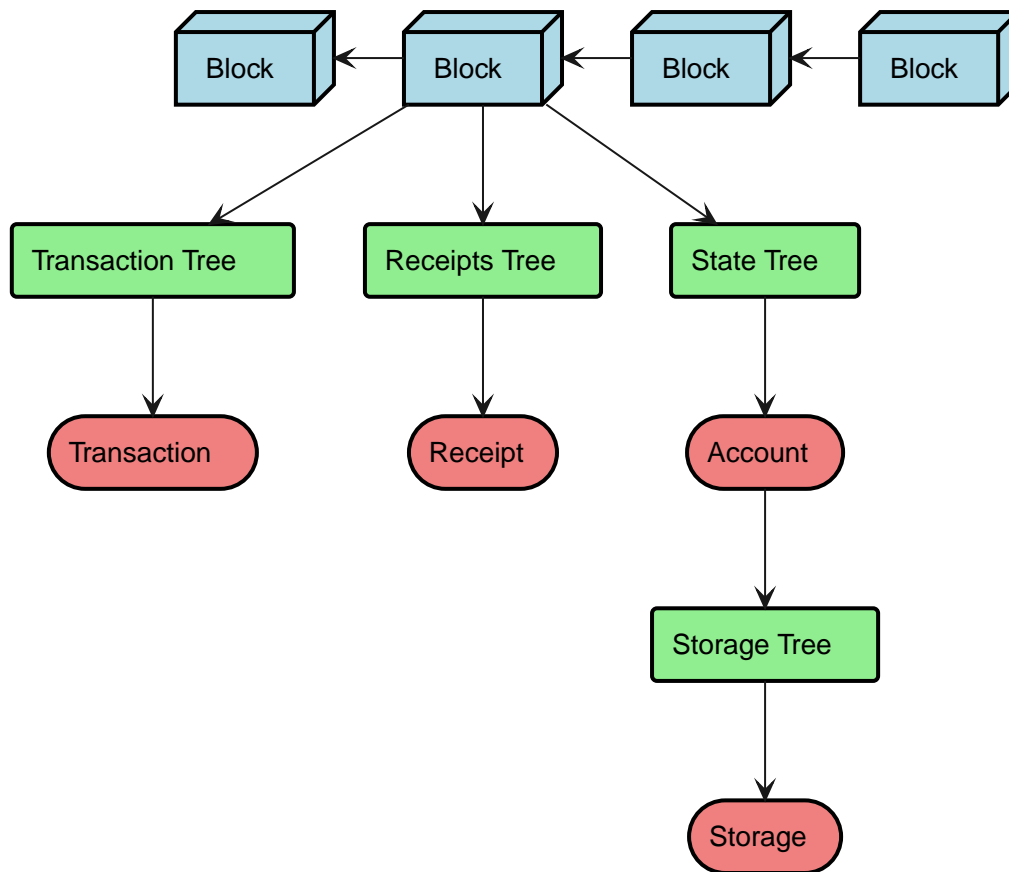 Block
Block
Block
Block
Transaction Tree
Receipts Tree
State Tree
Transaction
Receipt
Account
Storage Tree
Storage